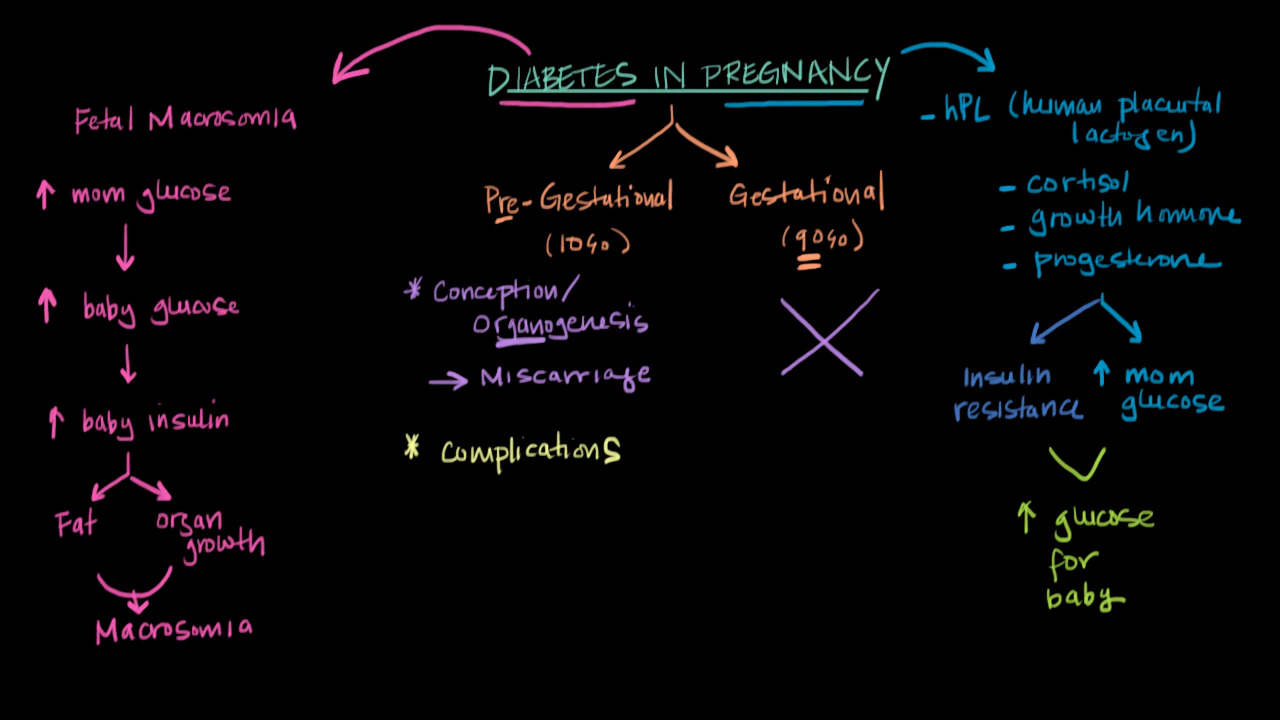 DIABETES IN PREGNANCY
Fetal Macrosomia
↑ mom glucose
↑ baby glucose
↑ baby insulin
Fat
organ
growth
Macrosomia
Pre-Gestational
(10%)
Gestational
(90%)
* Conception/
Organogenesis
→ Miscarriage
* Complications
- hPL (human placental
lactogen)
- cortisol
- growth hormone
- progesterone
Insulin
resistance
↑ mom
glucose
↑ glucose
for
baby